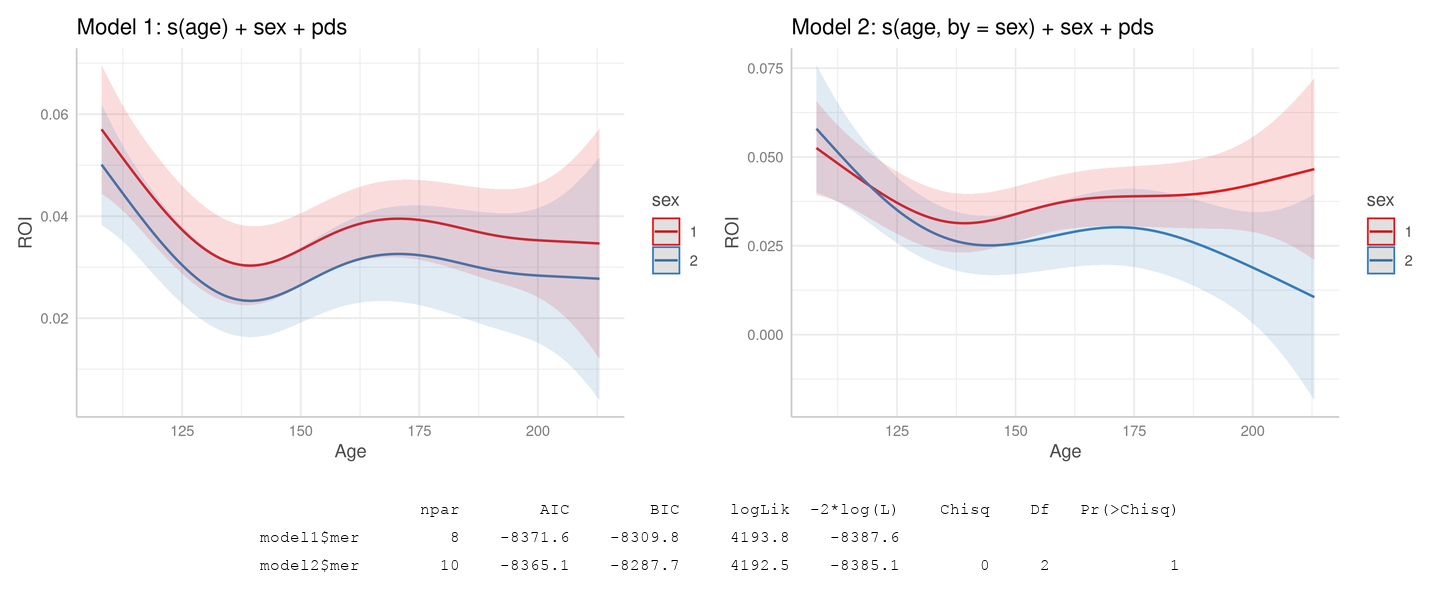 Model 1: s(age) + sex + pds
ROI
0.06
0.04
0.02
125 150 175 200
Age
sex
1
2
Model 2: s(age, by = sex) + sex + pds
ROI
0.075
0.050
0.025
0.000
125 150 175 200
Age
sex
1
2
npar AIC BIC logLik -2*log(L) Chisq Df Pr(>Chisq)
model1$mer 8 -8371.6 -8309.8 4193.8 -8387.6
model2$mer 10 -8365.1 -8287.7 4192.5 -8385.1 0 2 1